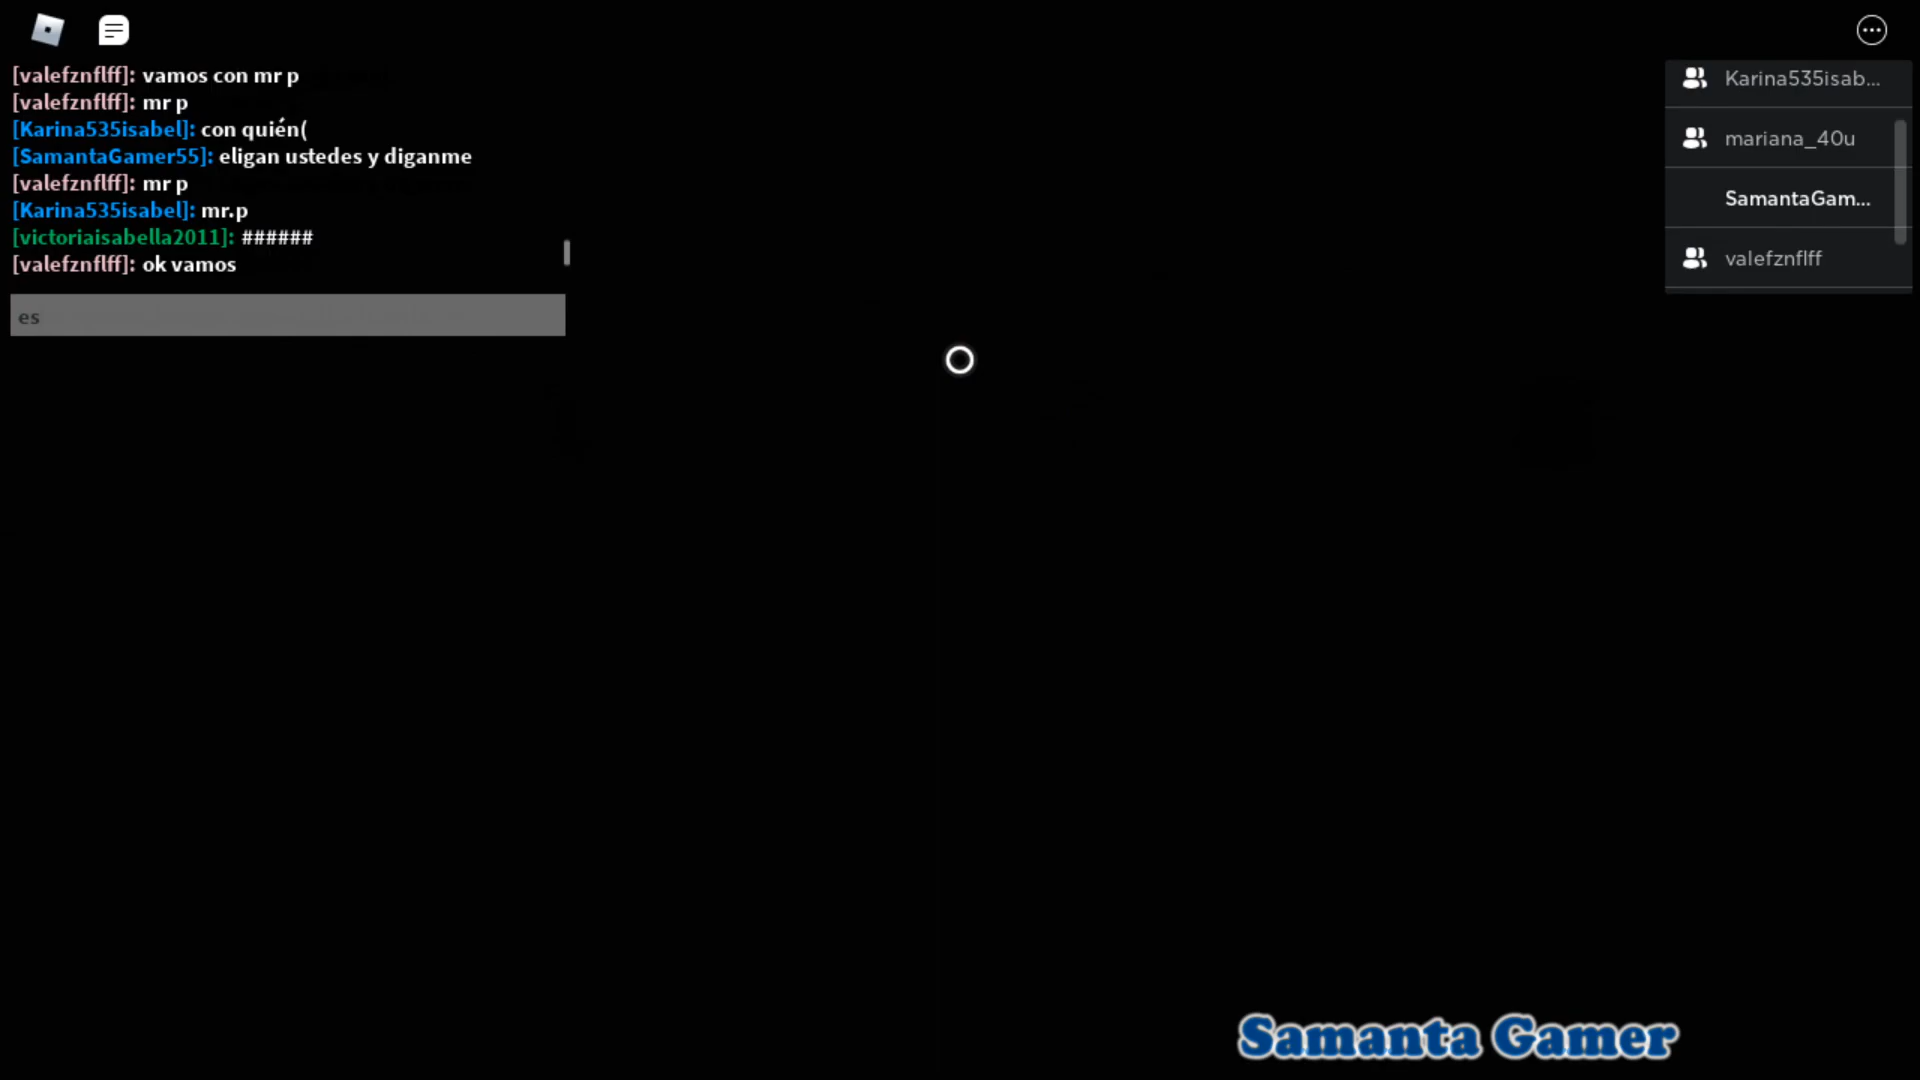 [valefznflff]: vamos con mr p
[valefznflff]: mr p
[Karina535isabel]: con quién(
[SamantaGamer55]: eligan ustedes y diganme
[valefznflff]: mr p
[Karina535isabel]: mr.p
[victoriaisabella2011]: ######
[valefznflff]: ok vamos
es
Karina535isab...
mariana_40u
SamantaGam...
valefznflff
Samanta Gamer